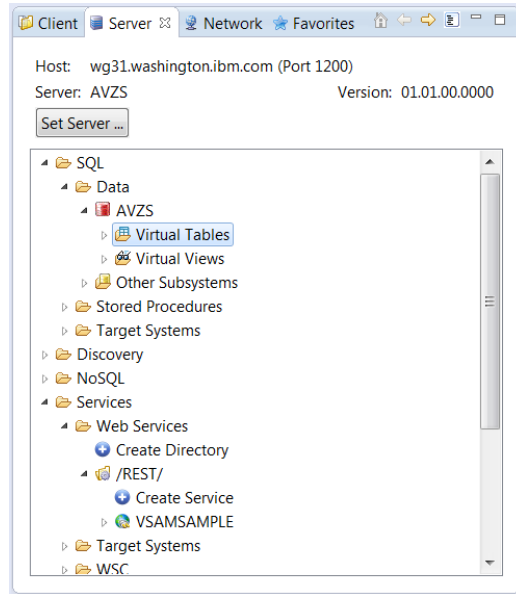 Client Server Network Favorites
Host: wg31.washington.ibm.com (Port 1200)
Server: AVZS Version: 01.01.00.0000
Set Server ...
SQL
Data
AVZS
Virtual Tables
Virtual Views
Other Subsystems
Stored Procedures
Target Systems
Discovery
NoSQL
Services
Web Services
Create Directory
/REST/
Create Service
VSAMSAMPLE
Target Systems
WSC